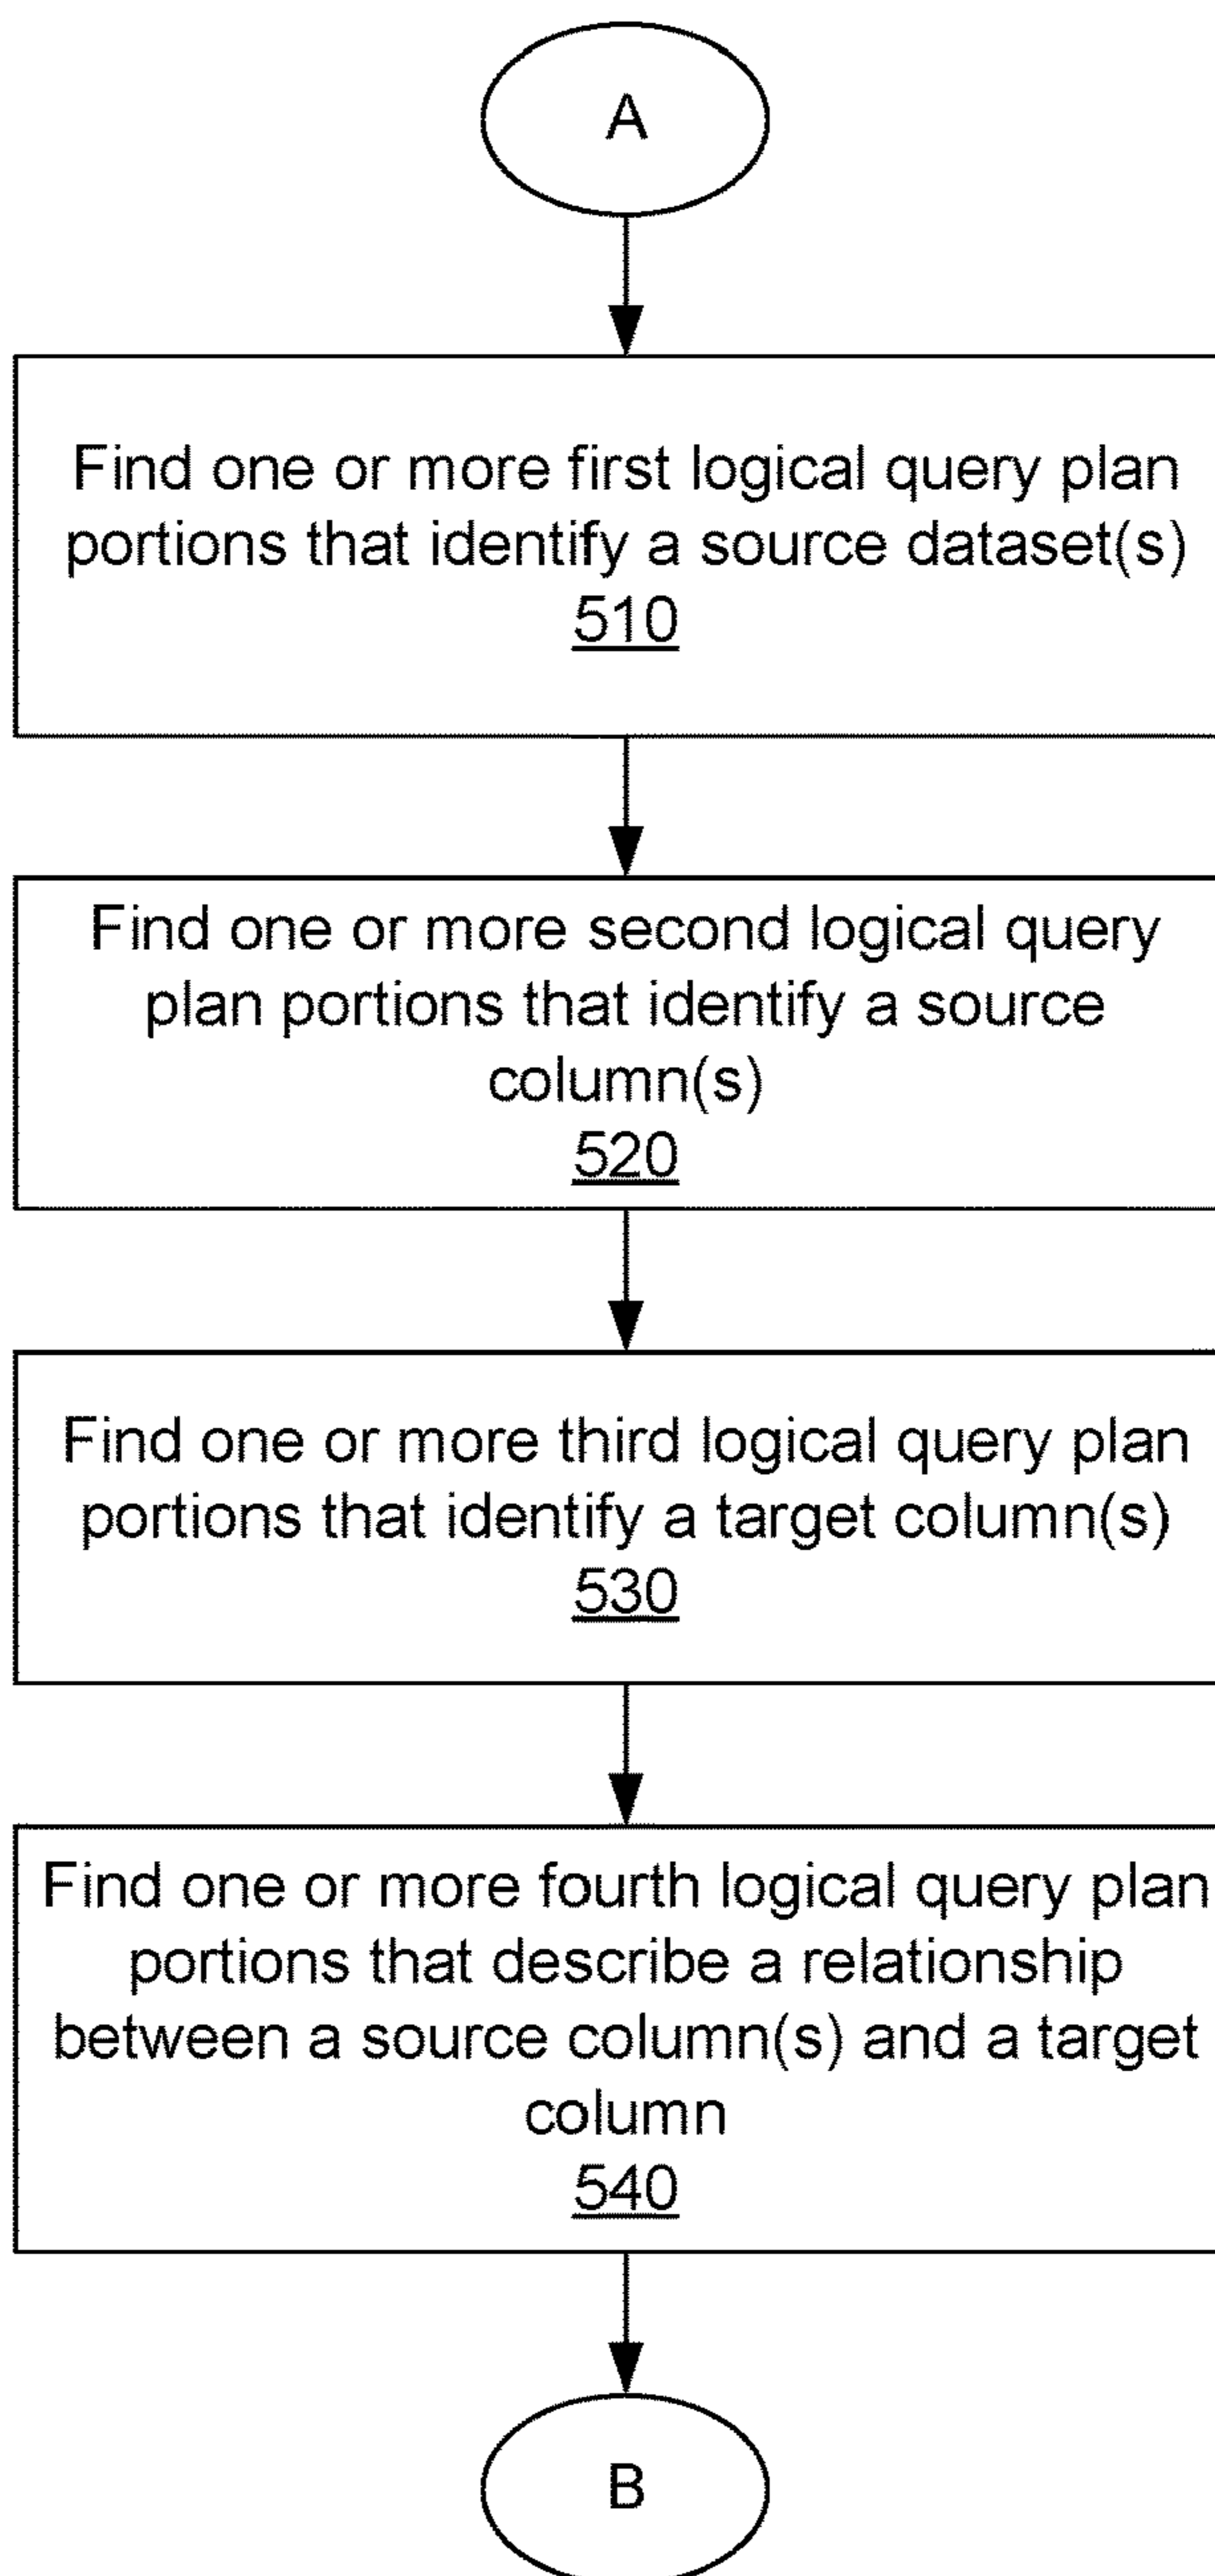 A
Find one or more first logical query plan
portions that identify a source dataset(s)
510
Find one or more second logical query
plan portions that identify a source
column(s)
520
Find one or more third logical query plan
portions that identify a target column(s)
530
Find one or more fourth logical query plan
portions that describe a relationship
between a source column(s) and a target
column
540
B